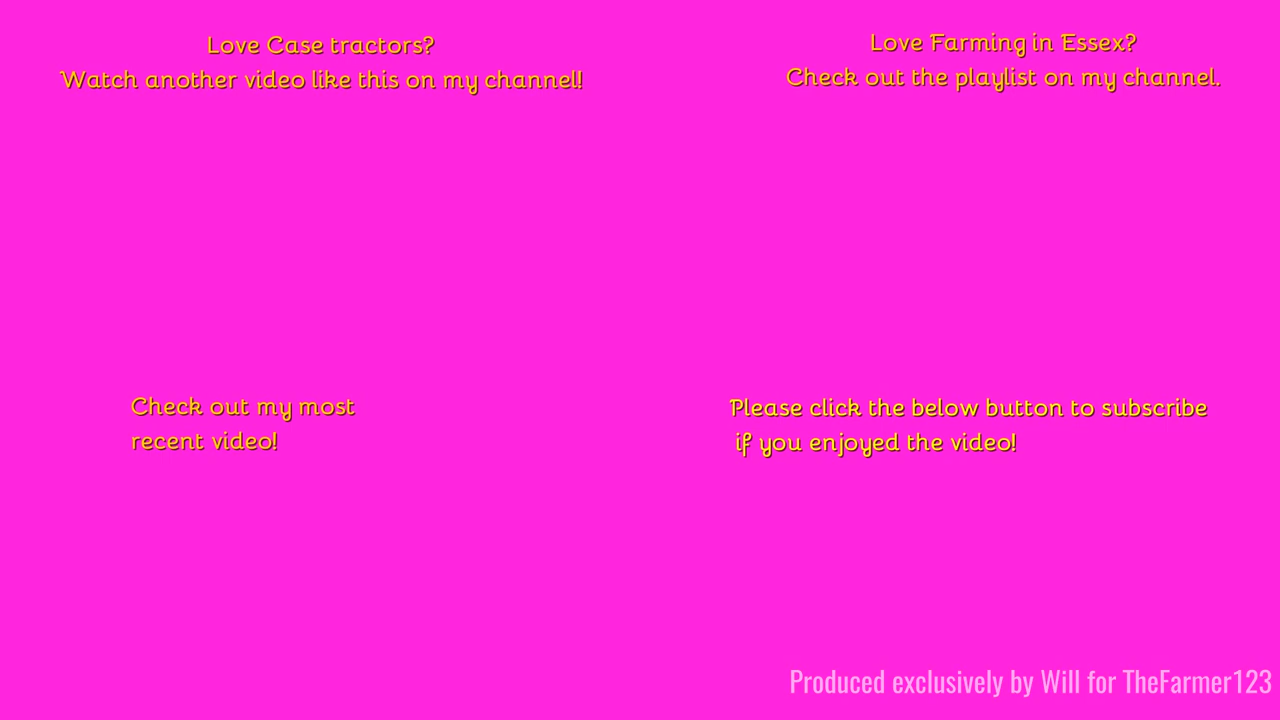 Love Case tractors?
Watch another video like this on my channel!
Love Farming in Essex?
Check out the playlist on my channel.
Check out my most
recent video!
Please click the below button to subscribe
if you enjoyed the video!
Produced exclusively by Will for TheFarmer123